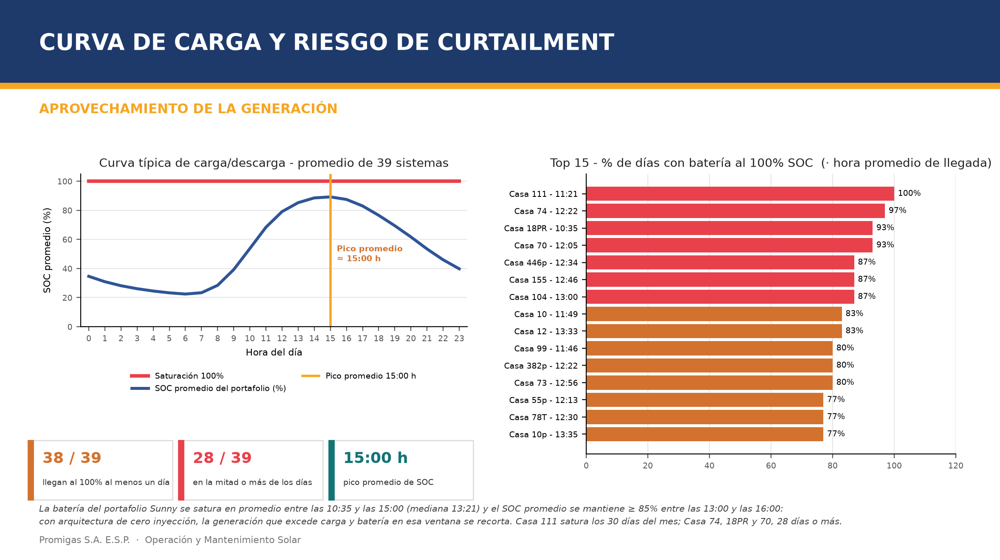 CURVA DE CARGA Y RIESGO DE CURTAILMENT
APROVECHAMIENTO DE LA GENERACIÓN
Curva típica de carga/descarga - promedio de 39 sistemas
100
80
60
40
20
0
SOC promedio (%)
Pico promedio
≈ 15:00 h
0 1 2 3 4 5 6 7 8 9 10 11 12 13 14 15 16 17 18 19 20 21 22 23
Hora del día
Saturación 100%
SOC promedio del portafolio (%)
Pico promedio 15:00 h
Top 15 - % de días con batería al 100% SOC (· hora promedio de llegada)
Casa 111 - 11:21 100%
Casa 74 - 12:22 97%
Casa 18PR - 10:35 93%
Casa 70 - 12:05 93%
Casa 446p - 12:34 87%
Casa 155 - 12:46 87%
Casa 104 - 13:00 87%
Casa 10 - 11:49 83%
Casa 12 - 13:33 83%
Casa 99 - 11:46 80%
Casa 382p - 12:22 80%
Casa 73 - 12:56 80%
Casa 55p - 12:13 77%
Casa 78T - 12:30 77%
Casa 10p - 13:35 77%
0 20 40 60 80 100 120
38 / 39
llegan al 100% al menos un día
28 / 39
en la mitad o más de los días
15:00 h
pico promedio de SOC
La batería del portafolio Sunny se satura en promedio entre las 10:35 y las 15:00 (mediana 13:21) y el SOC promedio se mantiene ≥ 85% entre las 13:00 y las 16:00:
con arquitectura de cero inyección, la generación que excede carga y batería en esa ventana se recorta. Casa 111 satura los 30 días del mes; Casa 74, 18PR y 70, 28 días o más.
Promigas S.A. E.S.P. · Operación y Mantenimiento Solar